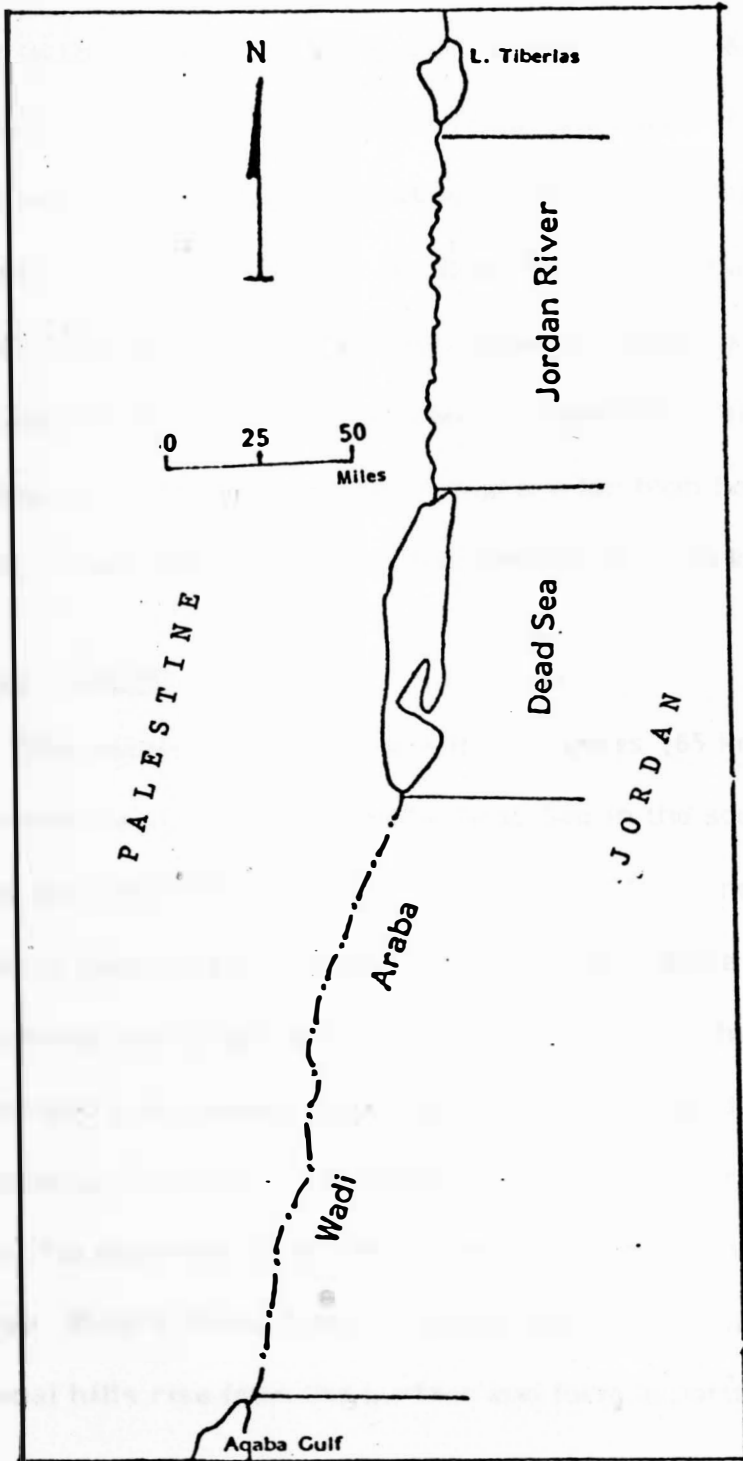 L. Tiberias
N
Jordan River
0 25 50
Miles
PALESTINE
Dead Sea
JORDAN
Araba
Wadi
Aqaba Gulf